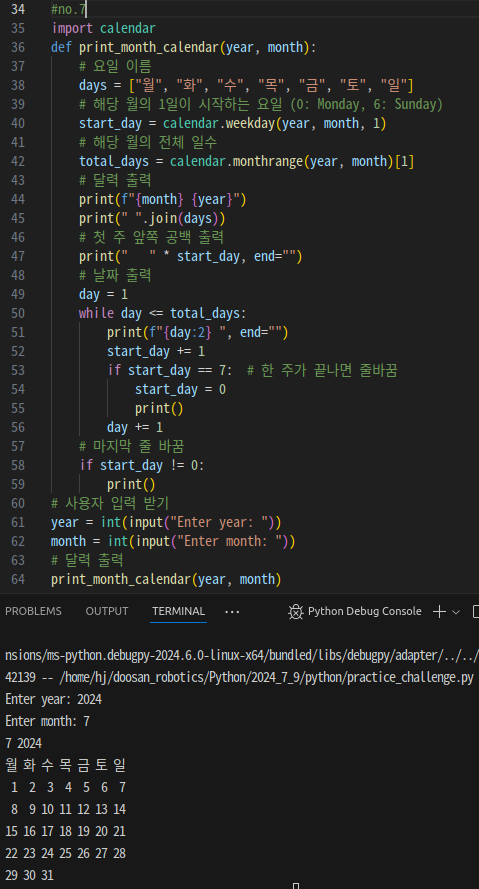 34 #no.7
35 import calendar
36 def print_month_calendar(year, month):
37     # 요일 이름
38     days = ["월", "화", "수", "목", "금", "토", "일"]
39     # 해당 월의 1일이 시작하는 요일 (0: Monday, 6: Sunday)
40     start_day = calendar.weekday(year, month, 1)
41     # 해당 월의 전체 일수
42     total_days = calendar.monthrange(year, month)[1]
43     # 달력 출력
44     print(f"{month} {year}")
45     print(" ".join(days))
46     # 첫 주 앞쪽 공백 출력
47     print("   " * start_day, end="")
48     # 날짜 출력
49     day = 1
50     while day <= total_days:
51         print(f"{day:2} ", end="")
52         start_day += 1
53         if start_day == 7:  # 한 주가 끝나면 줄바꿈
54             start_day = 0
55             print()
56         day += 1
57     # 마지막 줄 바꿈
58     if start_day != 0:
59         print()
60 # 사용자 입력 받기
61 year = int(input("Enter year: "))
62 month = int(input("Enter month: "))
63 # 달력 출력
64 print_month_calendar(year, month)
PROBLEMS OUTPUT TERMINAL ··· Python Debug Console
nsions/ms-python.debugpy-2024.6.0-linux-x64/bundled/libs/debugpy/adapter/../../
42139 -- /home/hj/doosan_robotics/Python/2024_7_9/python/practice_challenge.py
Enter year: 2024
Enter month: 7
7 2024
월 화 수 목 금 토 일
 1  2  3  4  5  6  7
 8  9 10 11 12 13 14
15 16 17 18 19 20 21
22 23 24 25 26 27 28
29 30 31